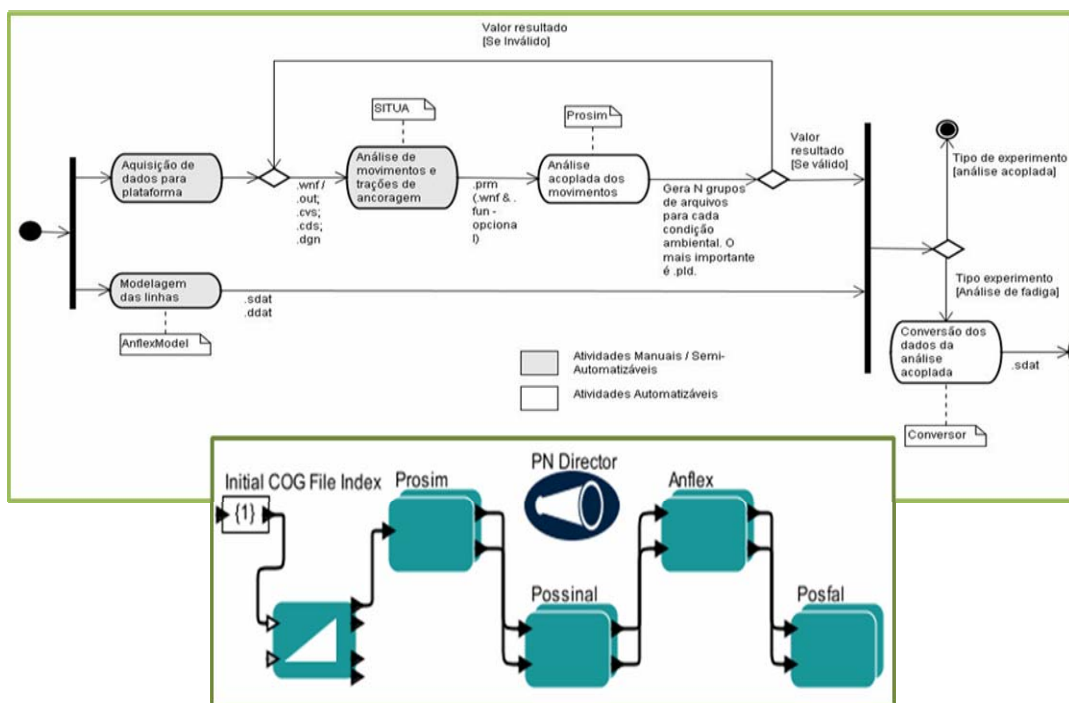 Valor resultado
[Se Inválido]
SITUA
Prosim
Aquisição de
dados para
plataforma
.wnf /
.out;
.cvs;
.cds;
.dgn
Análise de
movimentos e
trações de
ancoragem
.prm
(.wnf & .
fun -
opciona
l)
Análise
acoplada dos
movimentos
Gera N grupos
de arquivos
para cada
condição
ambiental. O
mais importante
é .pld.
Valor
resultado
[Se válido]
Tipo de experimento
[análise acoplada]
Modelagem
das linhas
.sdat
.ddat
AnflexModel
Tipo experimento
[Análise de fadiga]
Conversão dos
dados da
análise
acoplada
.sdat
Conversor
Atividades Manuais / Semi-
Automatizáveis
Atividades Automatizáveis
Initial COG File Index
{1}
Prosim
PN Director
Anflex
Possinal
Posfal